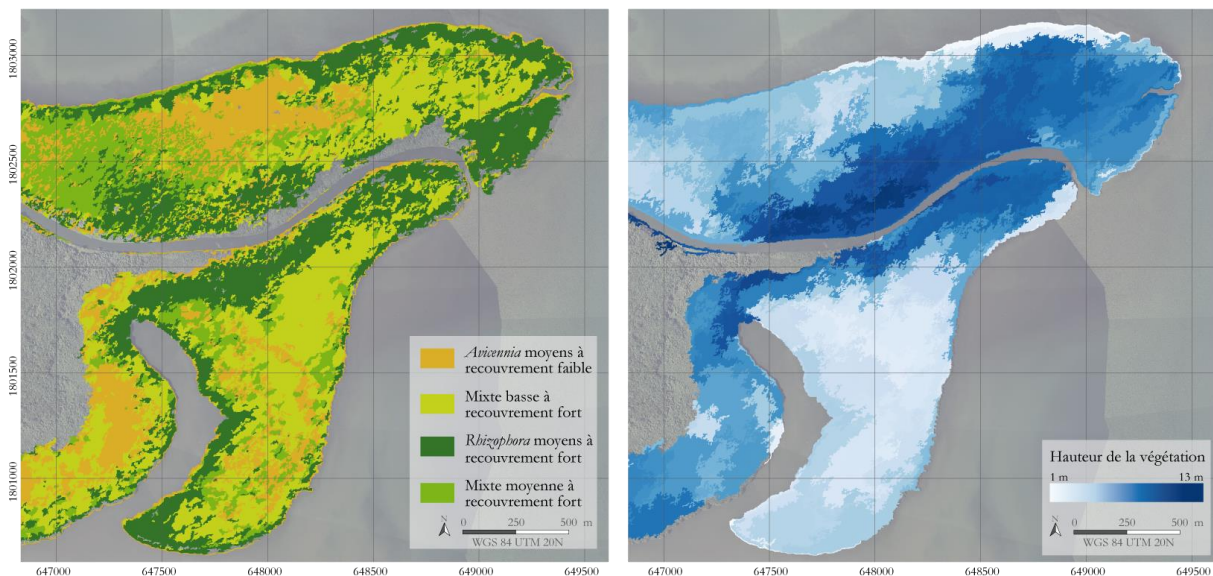 1803000
1802500
1802000
1801500
1801000
Avicennia moyens à
recouvrement faible
Mixte basse à
recouvrement fort
Rhizophora moyens à
recouvrement fort
Mixte moyenne à
recouvrement fort
N
0 250 500 m
WGS 84 UTM 20N
647000 647500 648000 648500 649000 649500
Hauteur de la végétation
1 m 13 m
N
0 250 500 m
WGS 84 UTM 20N
647000 647500 648000 648500 649000 649500